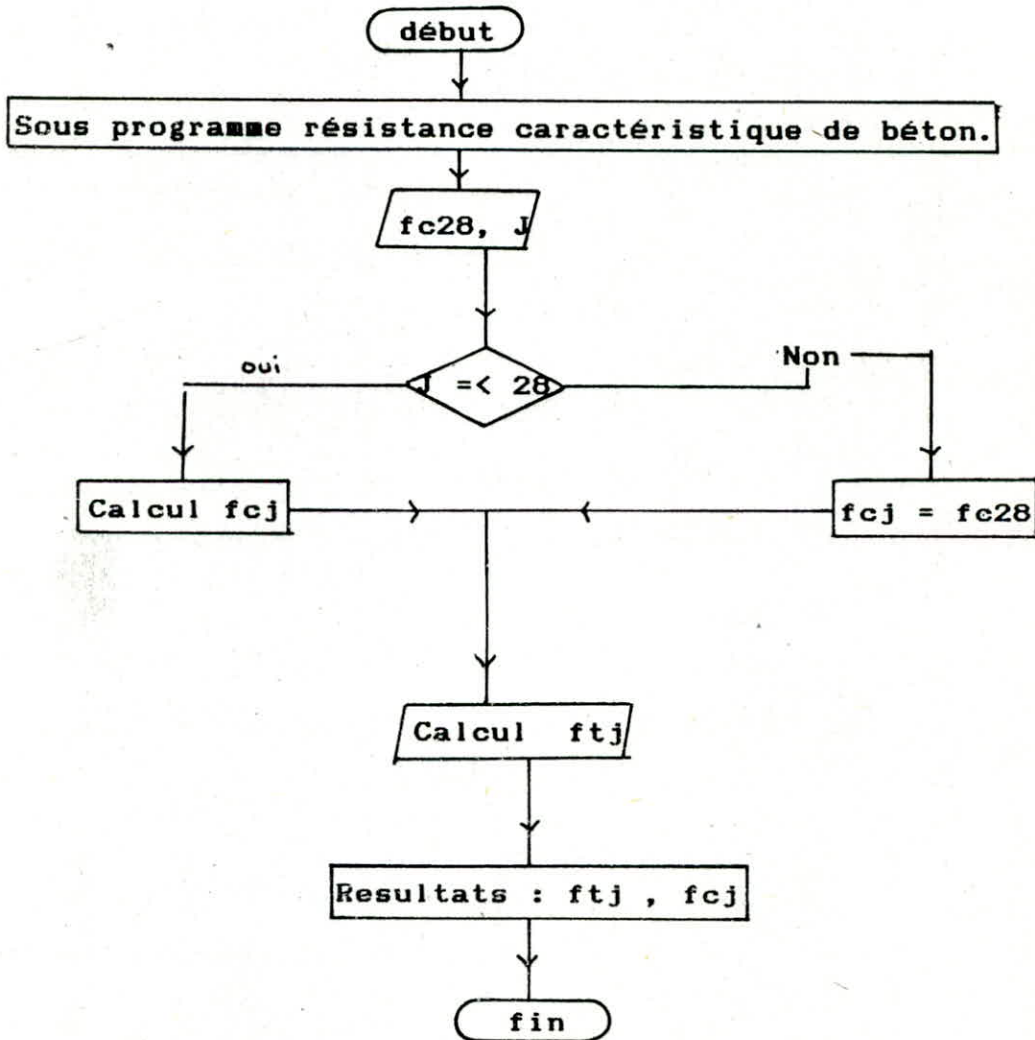 début
Sous programme résistance caractéristique de béton.
fc28, J
oui
J =< 28
Non
Calcul fcj
fcj = fc28
Calcul ftj
Resultats : ftj , fcj
fin